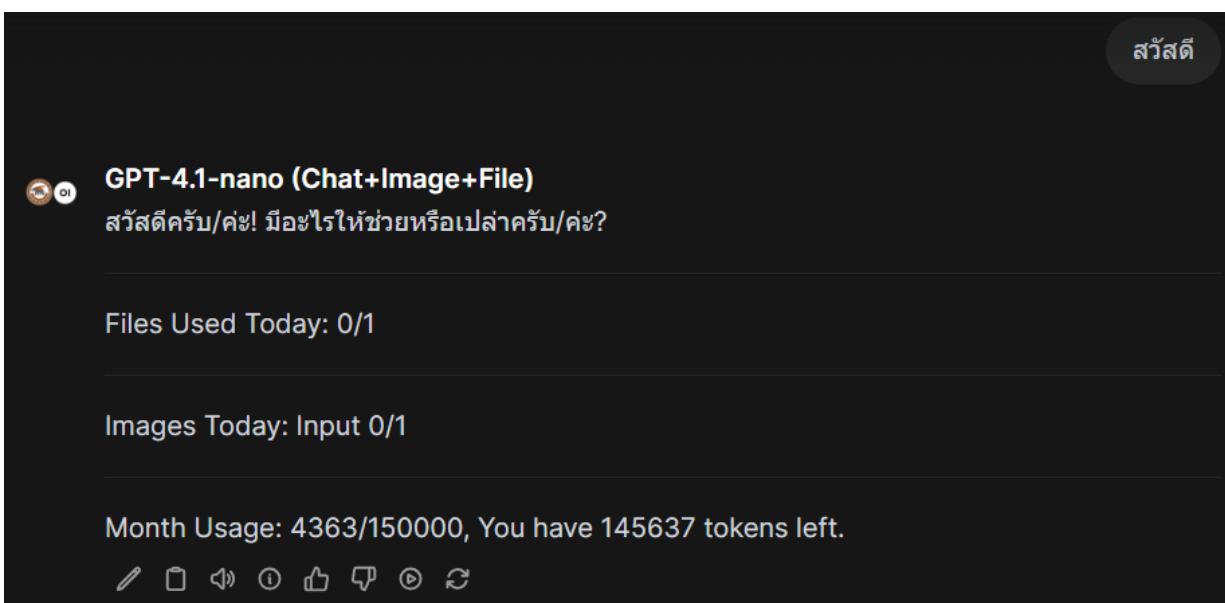 สวัสดี
GPT-4.1-nano (Chat+Image+File)
สวัสดีครับ/ค่ะ! มีอะไรให้ช่วยหรือเปล่าครับ/ค่ะ?
Files Used Today: 0/1
Images Today: Input 0/1
Month Usage: 4363/150000, You have 145637 tokens left.